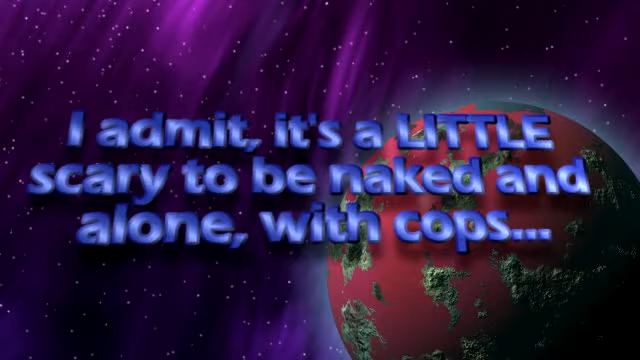 I admit, it's a LITTLE
scary to be naked and
alone, with cops...